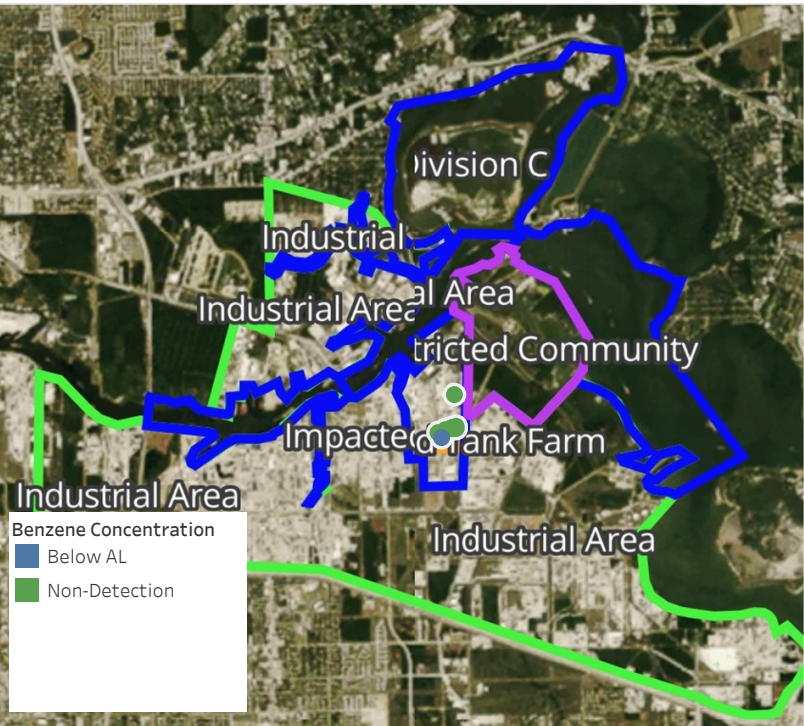 Division C
Industrial
Industrial Area
al Area
tricted Community
Impacted Tank Farm
Industrial Area
Industrial Area
Benzene Concentration
Below AL
Non-Detection